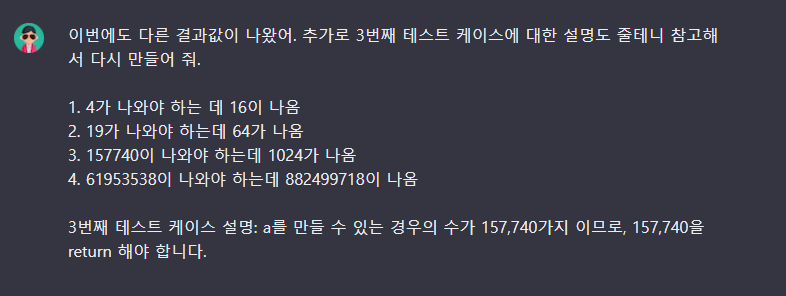 이번에도 다른 결과값이 나왔어. 추가로 3번째 테스트 케이스에 대한 설명도 줄테니 참고해
서 다시 만들어 줘.
1. 4가 나와야 하는 데 16이 나옴
2. 19가 나와야 하는데 64가 나옴
3. 157740이 나와야 하는데 1024가 나옴
4. 61953538이 나와야 하는데 882499718이 나옴
3번째 테스트 케이스 설명: a를 만들 수 있는 경우의 수가 157,740가지 이므로, 157,740을
return 해야 합니다.